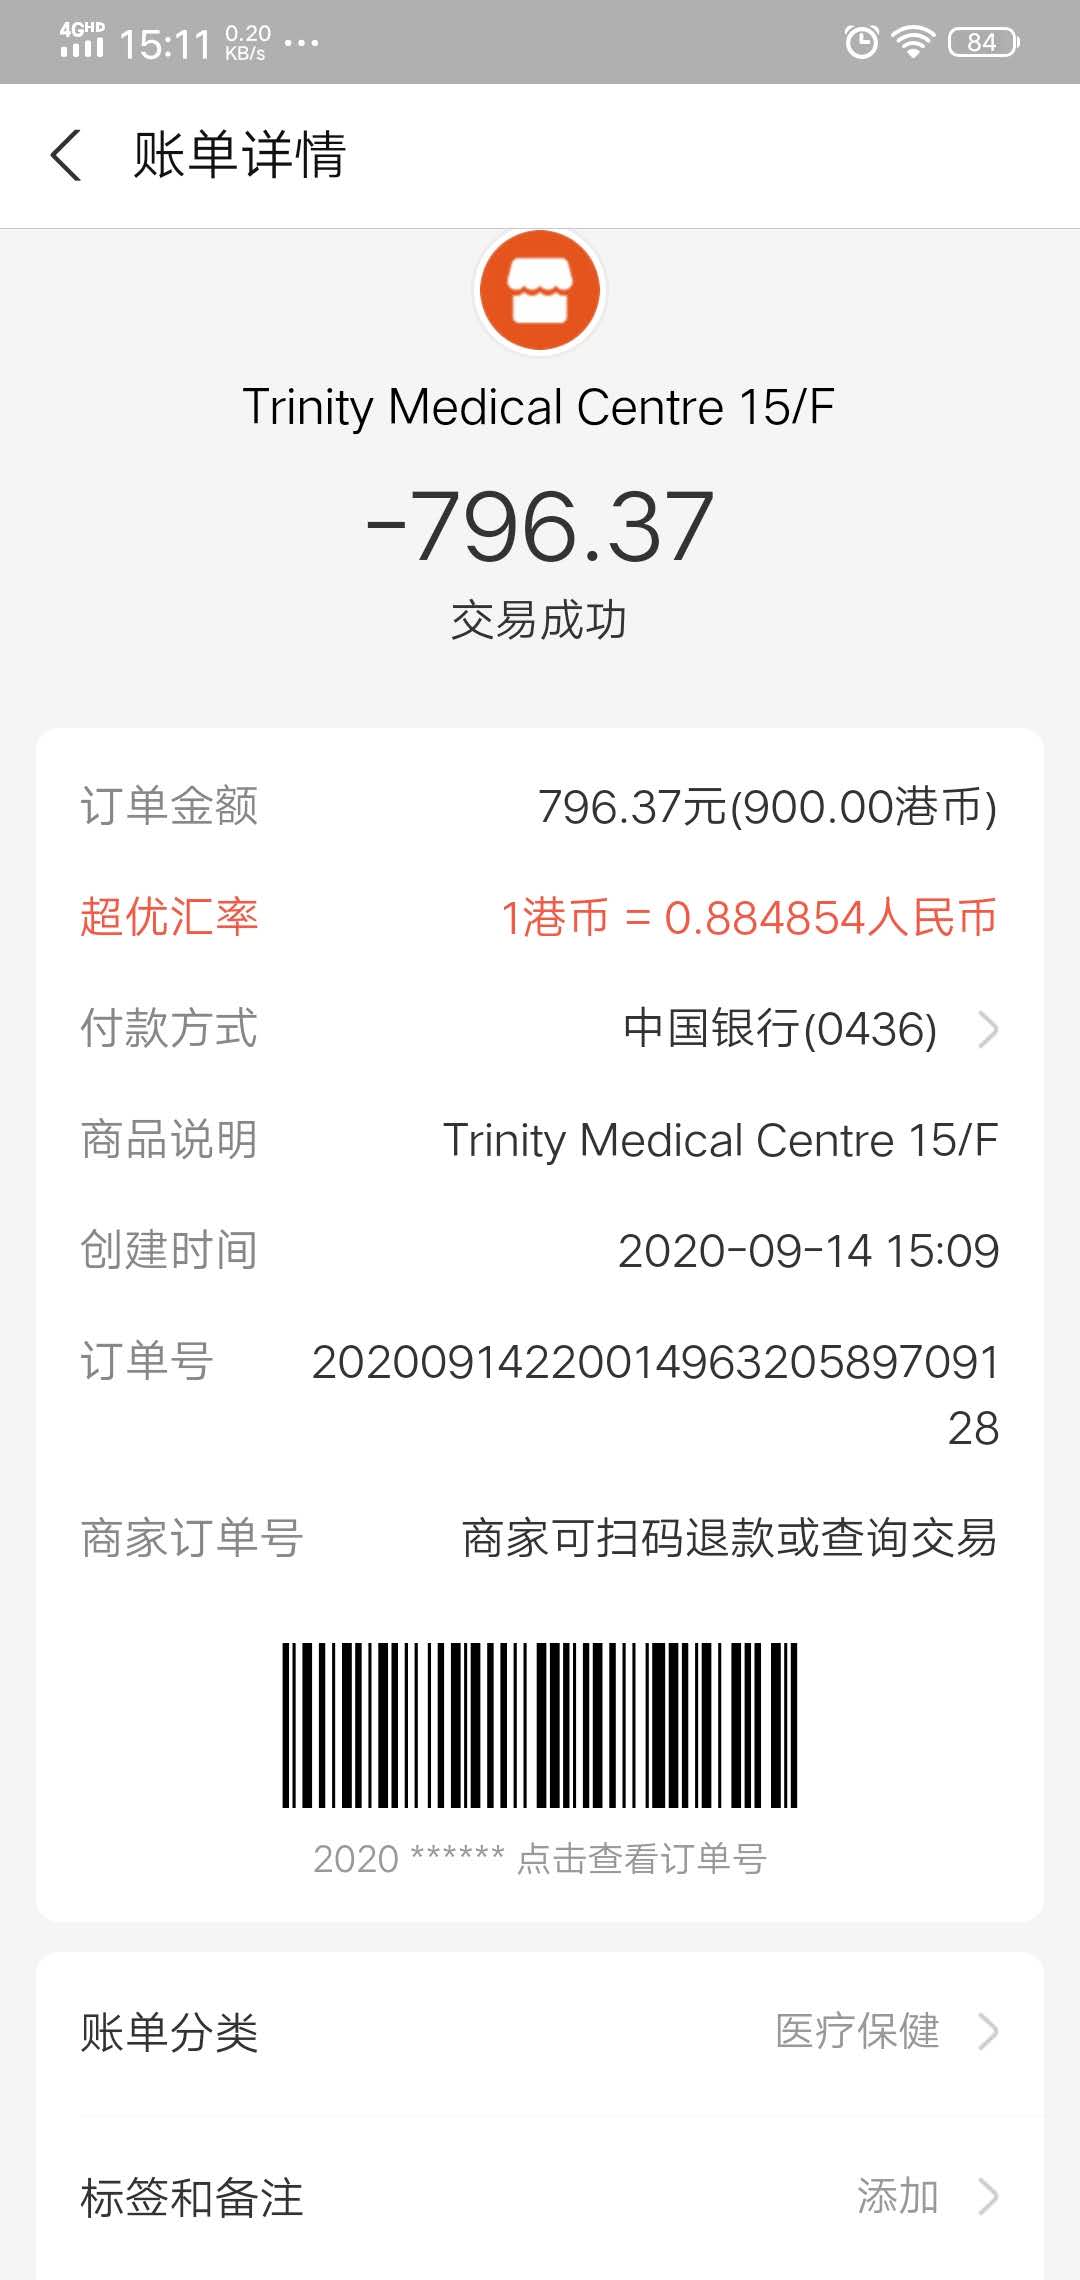 4GHD 15:11 0.20 KB/s ... 84
账单详情
Trinity Medical Centre 15/F
-796.37
交易成功
订单金额 796.37元(900.00港币)
超优汇率 1港币 = 0.884854人民币
付款方式 中国银行(0436)
商品说明 Trinity Medical Centre 15/F
创建时间 2020-09-14 15:09
订单号 20200914220014963205897091
28
商家订单号 商家可扫码退款或查询交易
2020 ****** 点击查看订单号
账单分类 医疗保健
标签和备注 添加